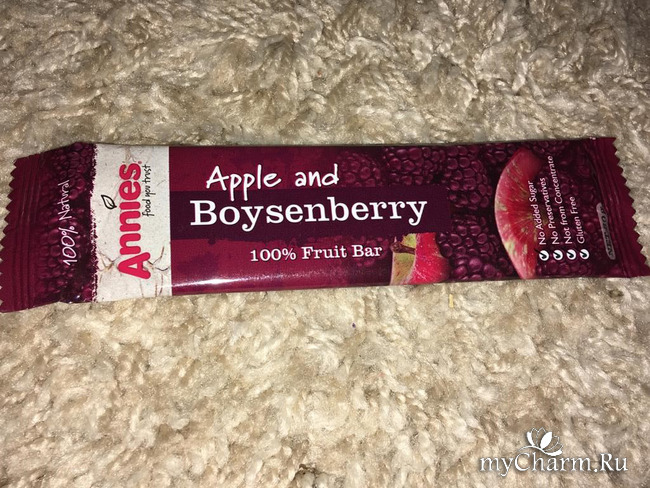 100% Natural
Annies
food you trust
Apple and
Boysenberry
100% Fruit Bar
No Added Sugar
No Preservatives
Not from Concentrate
Gluten Free
myCharm.Ru